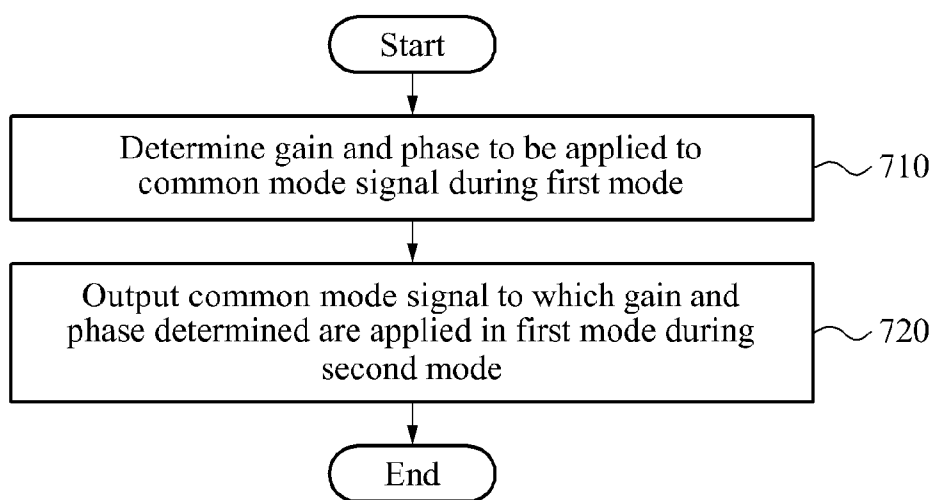 Start
Determine gain and phase to be applied to
common mode signal during first mode
710
Output common mode signal to which gain and
phase determined are applied in first mode during
second mode
720
End